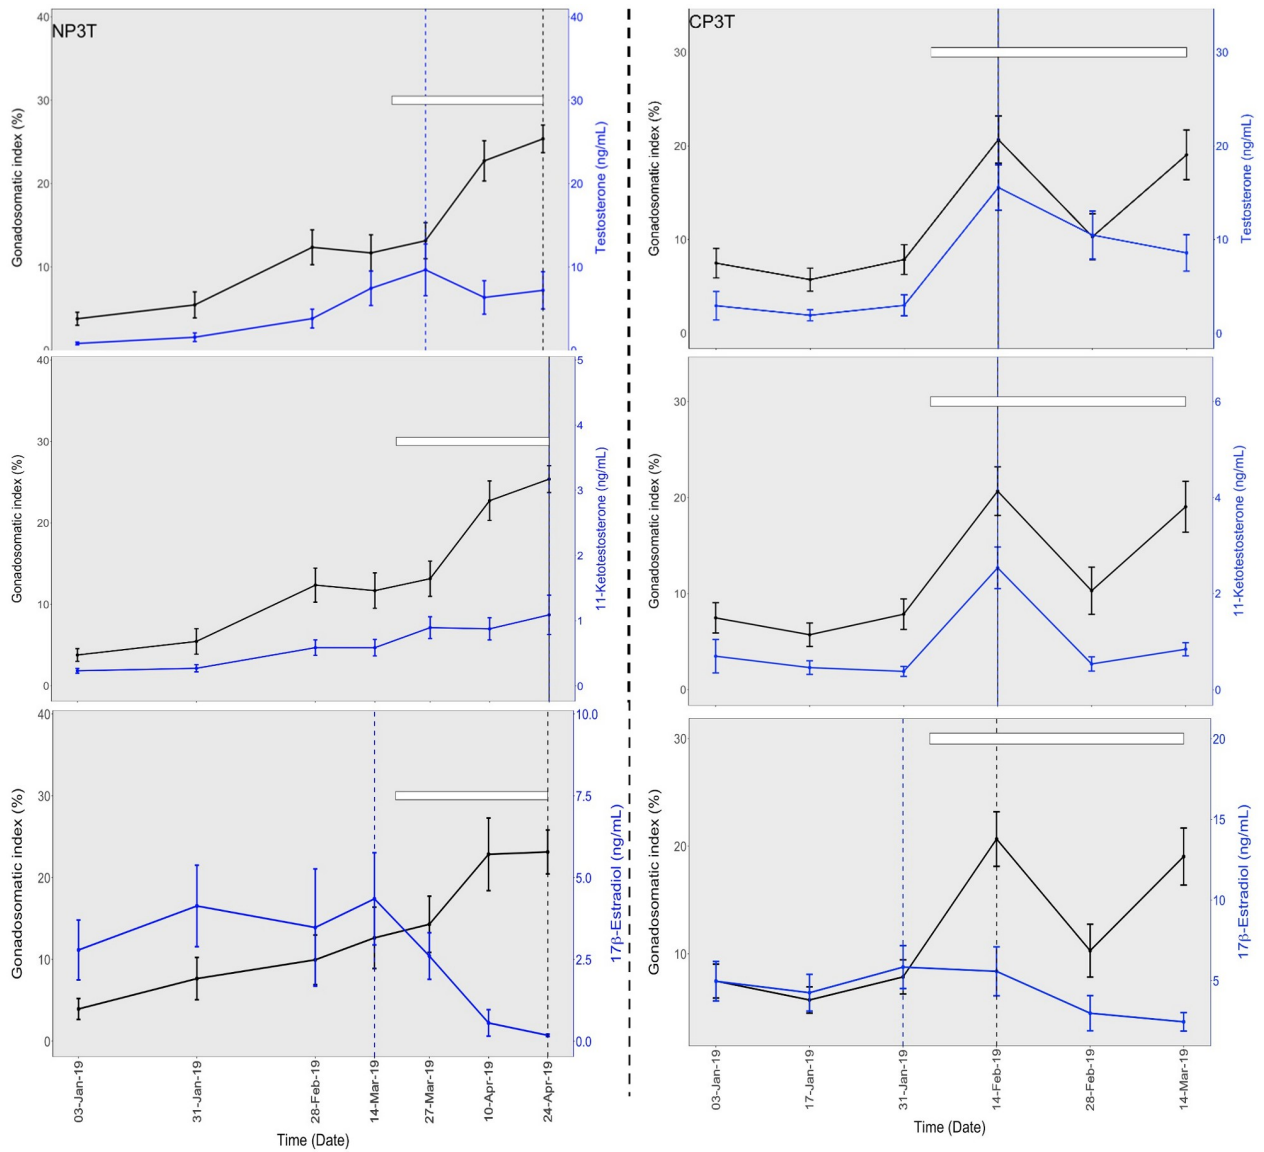 NP3T
40
30
20
10
0
Gonadosomatic index (%)
40
30
20
10
0
Testosterone (ng/mL)
CP3T
30
20
10
0
Gonadosomatic index (%)
30
20
10
0
Testosterone (ng/mL)
40
30
20
10
0
Gonadosomatic index (%)
5
4
3
2
1
0
11-Ketotestosterone (ng/mL)
30
20
10
0
Gonadosomatic index (%)
6
4
2
0
11-Ketotestosterone (ng/mL)
40
30
20
10
0
Gonadosomatic index (%)
10.0
7.5
5.0
2.5
0.0
17β-Estradiol (ng/mL)
03-Jan-19
31-Jan-19
28-Feb-19
14-Mar-19
27-Mar-19
10-Apr-19
24-Apr-19
Time (Date)
30
20
10
Gonadosomatic index (%)
20
15
10
5
17β-Estradiol (ng/mL)
03-Jan-19
17-Jan-19
31-Jan-19
14-Feb-19
28-Feb-19
14-Mar-19
Time (Date)